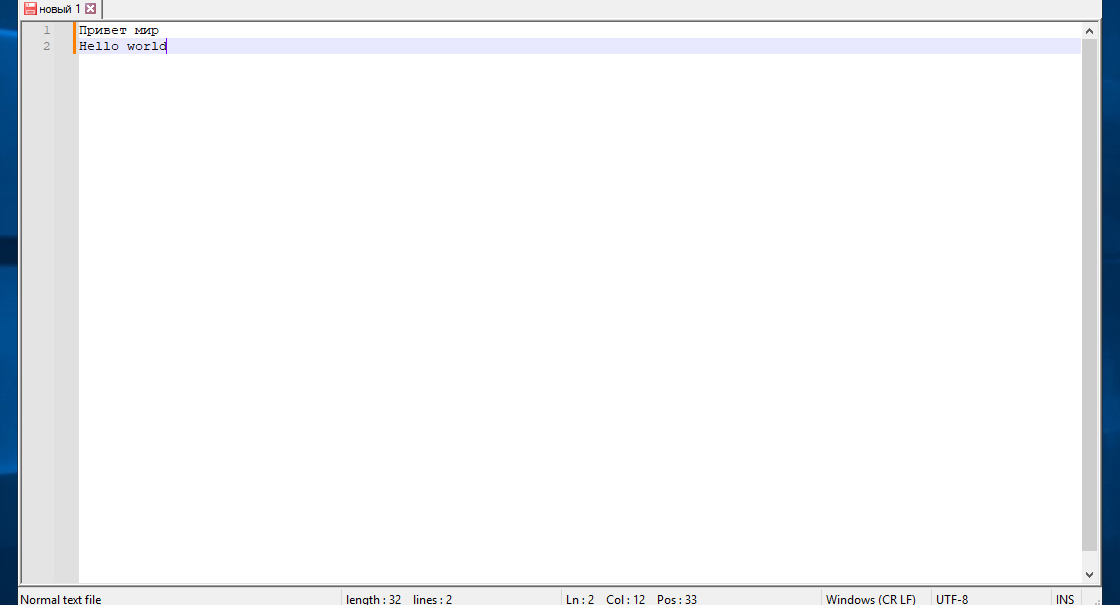 новый 1
1 Привет мир
2 Hello world
Normal text file length : 32 lines : 2 Ln : 2 Col : 12 Pos : 33 Windows (CR LF) UTF-8 INS